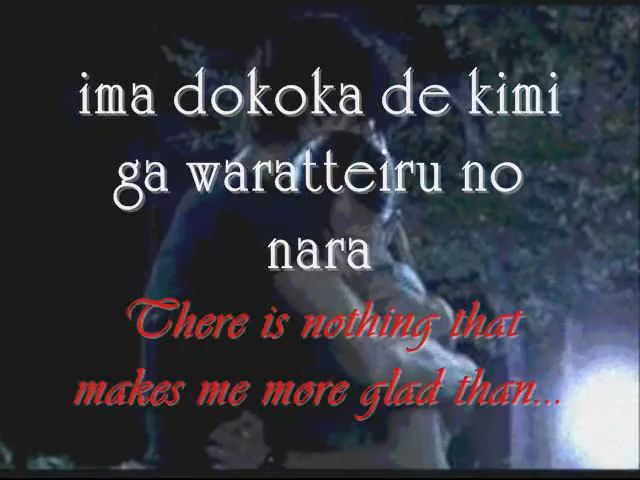 ima dokoka de kimi
ga waratteiru no
nara
There is nothing that
makes me more glad than...